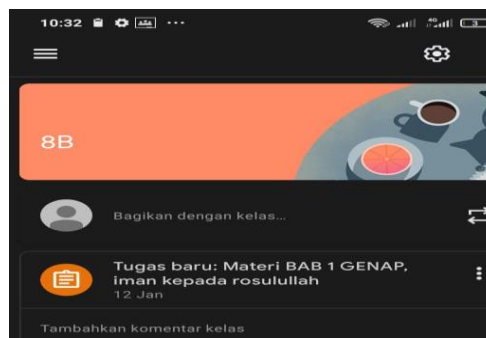 10:32
8B
Bagikan dengan kelas...
Tugas baru: Materi BAB 1 GENAP,
iman kepada rosulullah
12 Jan
Tambahkan komentar kelas